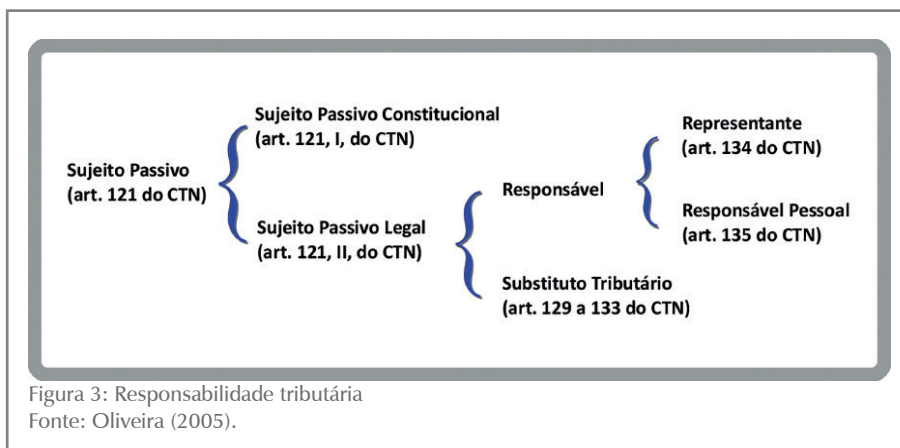 Sujeito Passivo
(art. 121 do CTN)
Sujeito Passivo Constitucional
(art. 121, I, do CTN)
Sujeito Passivo Legal
(art. 121, II, do CTN)
Responsável
Substituto Tributário
(art. 129 a 133 do CTN)
Representante
(art. 134 do CTN)
Responsável Pessoal
(art. 135 do CTN)
Figura 3: Responsabilidade tributária
Fonte: Oliveira (2005).